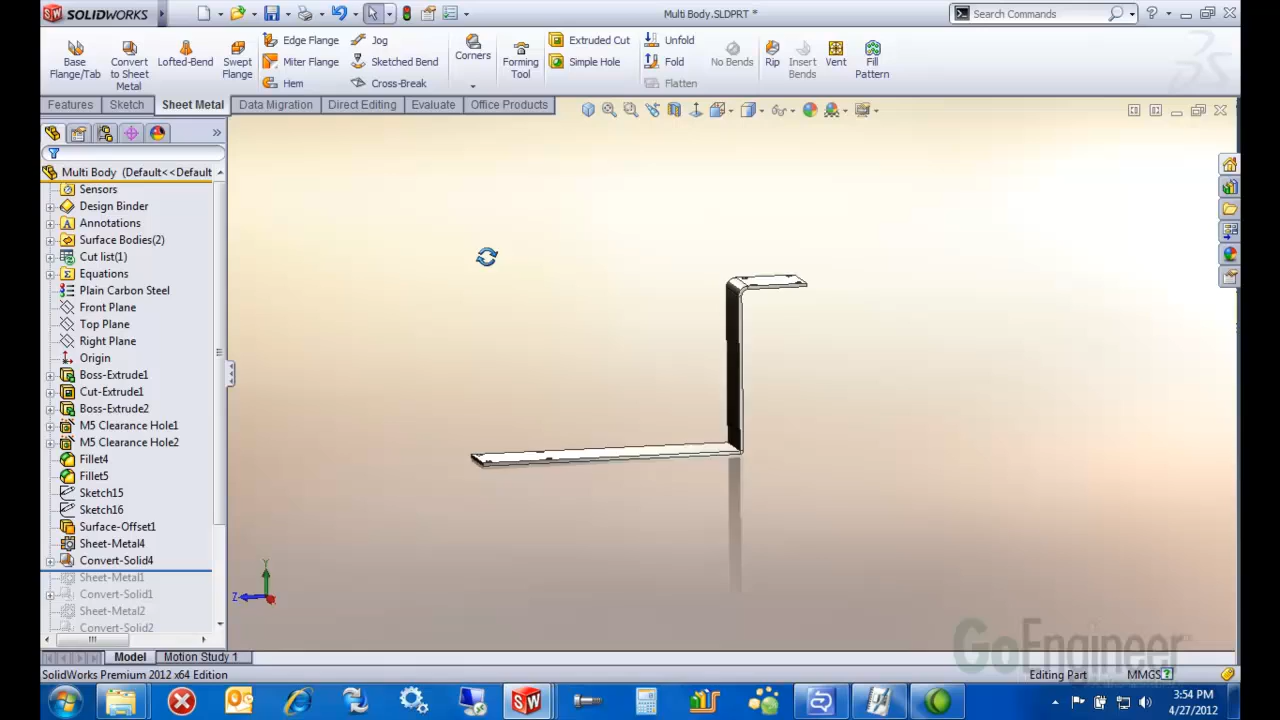 SOLIDWORKS
Multi Body.SLDPRT *
Search Commands
Base Flange/Tab
Convert to Sheet Metal
Lofted-Bend
Swept Flange
Edge Flange
Miter Flange
Hem
Jog
Sketched Bend
Cross-Break
Corners
Forming Tool
Extruded Cut
Simple Hole
Unfold
Fold
Flatten
No Bends
Rip
Insert Bends
Vent
Fill Pattern
Features
Sketch
Sheet Metal
Data Migration
Direct Editing
Evaluate
Office Products
Multi Body (Default<<Default
Sensors
Design Binder
Annotations
Surface Bodies(2)
Cut list(1)
Equations
Plain Carbon Steel
Front Plane
Top Plane
Right Plane
Origin
Boss-Extrude1
Cut-Extrude1
Boss-Extrude2
M5 Clearance Hole1
M5 Clearance Hole2
Fillet4
Fillet5
Sketch15
Sketch16
Surface-Offset1
Sheet-Metal4
Convert-Solid4
Sheet-Metal1
Convert-Solid1
Sheet-Metal2
Convert-Solid2
Y
Z
GoEngineer
Model
Motion Study 1
SolidWorks Premium 2012 x64 Edition
Editing Part
MMGS
3:54 PM
4/27/2012